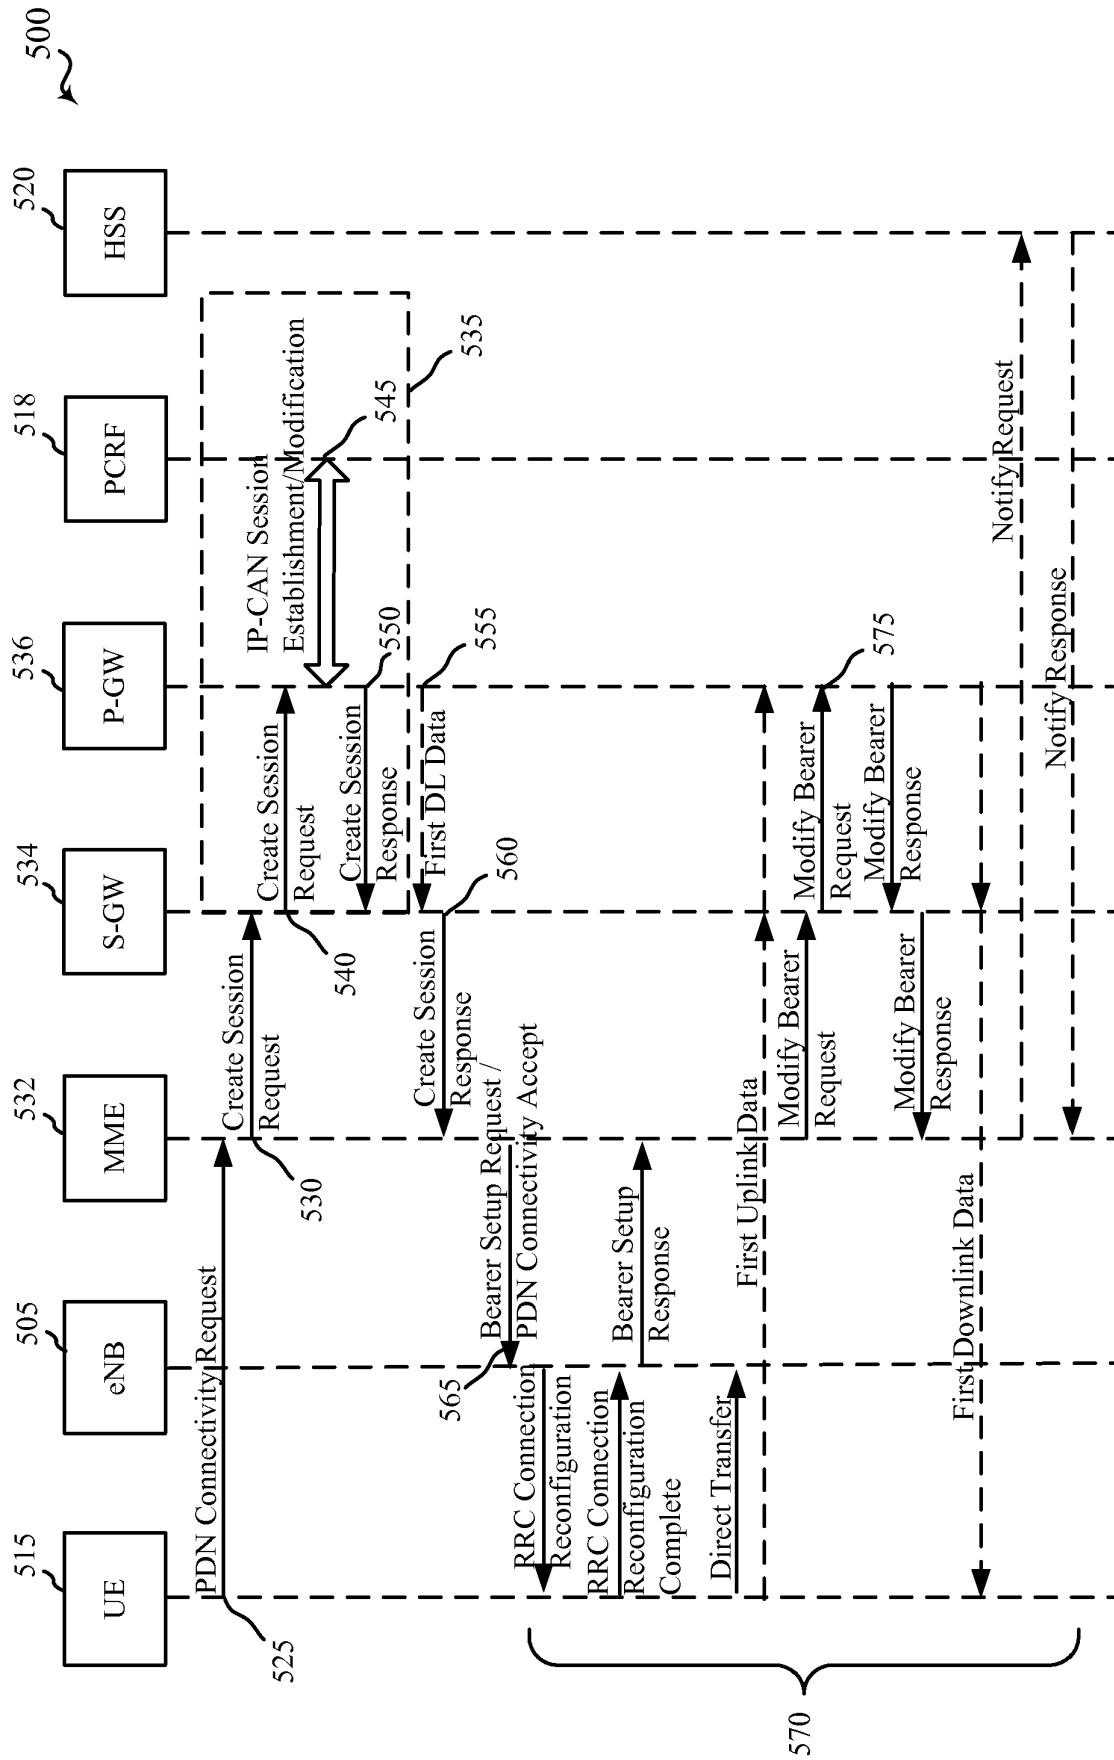 500
515
505
532
534
536
518
520
UE
eNB
MME
S-GW
P-GW
PCRF
HSS
PDN Connectivity Request
525
Create Session
Request
530
Create Session
Request
540
IP-CAN Session
Establishment/Modification
545
535
Create Session
Response
550
First DL Data
555
Create Session
Response
560
Bearer Setup Request /
PDN Connectivity Accept
565
RRC Connection
Reconfiguration
RRC Connection
Reconfiguration
Complete
Bearer Setup
Response
Direct Transfer
First Uplink Data
Modify Bearer
Request
Modify Bearer
Request
575
Modify Bearer
Response
Modify Bearer
Response
First Downlink Data
Notify Request
Notify Response
570